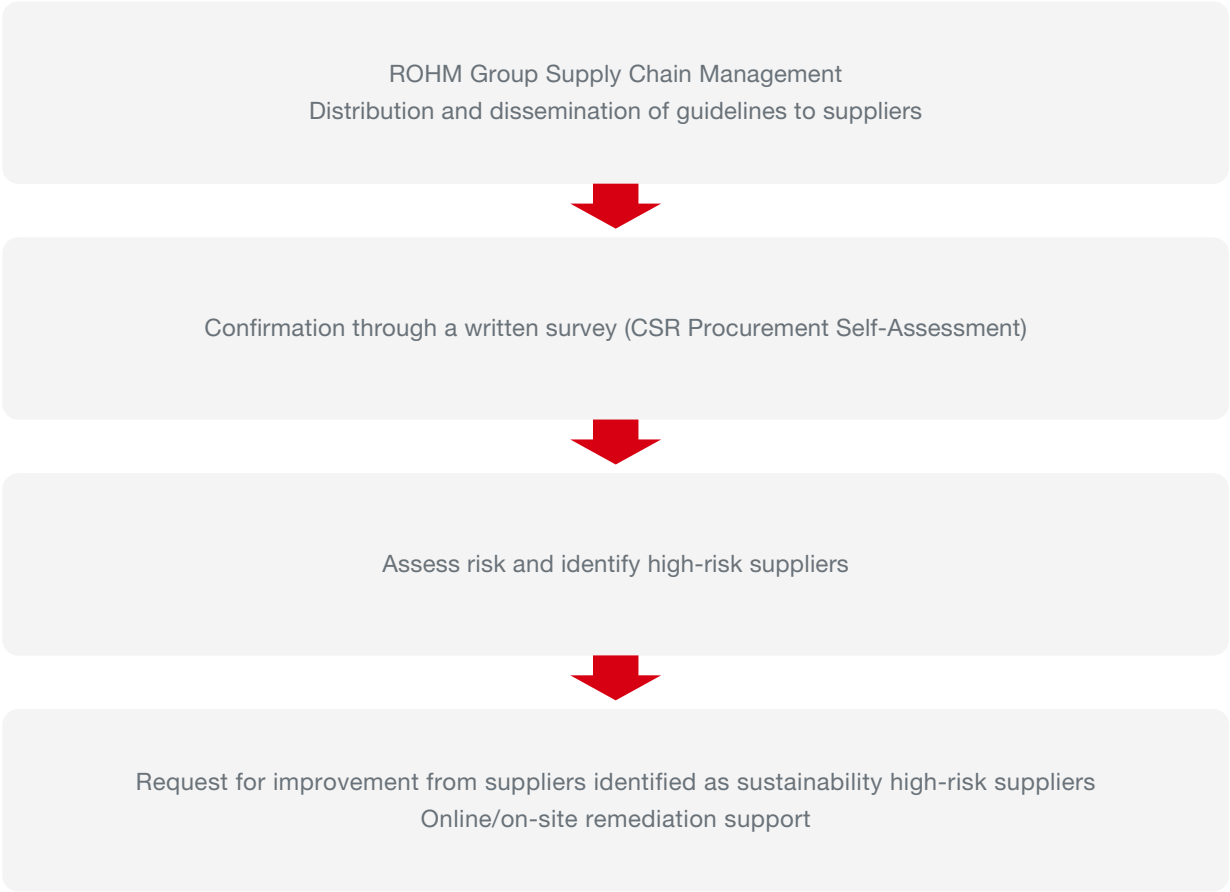 ROHM Group Supply Chain Management
Distribution and dissemination of guidelines to suppliers
Confirmation through a written survey (CSR Procurement Self-Assessment)
Assess risk and identify high-risk suppliers
Request for improvement from suppliers identified as sustainability high-risk suppliers
Online/on-site remediation support